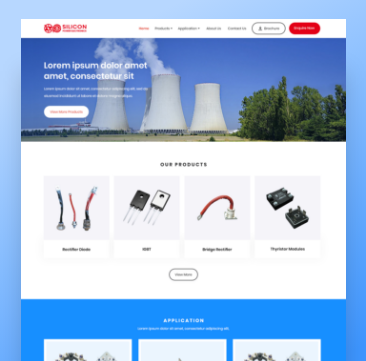 SILICON
Home Products Application About Us Contact Us Brochure Enquire Now
Lorem ipsum dolor amet
amet, consectetur sit
View More Products
OUR PRODUCTS
Rectifier Diode IGBT Bridge Rectifier Thyristor Modules
View More
APPLICATION
Lorem ipsum dolor sit amet, consectetur adipiscing elit.